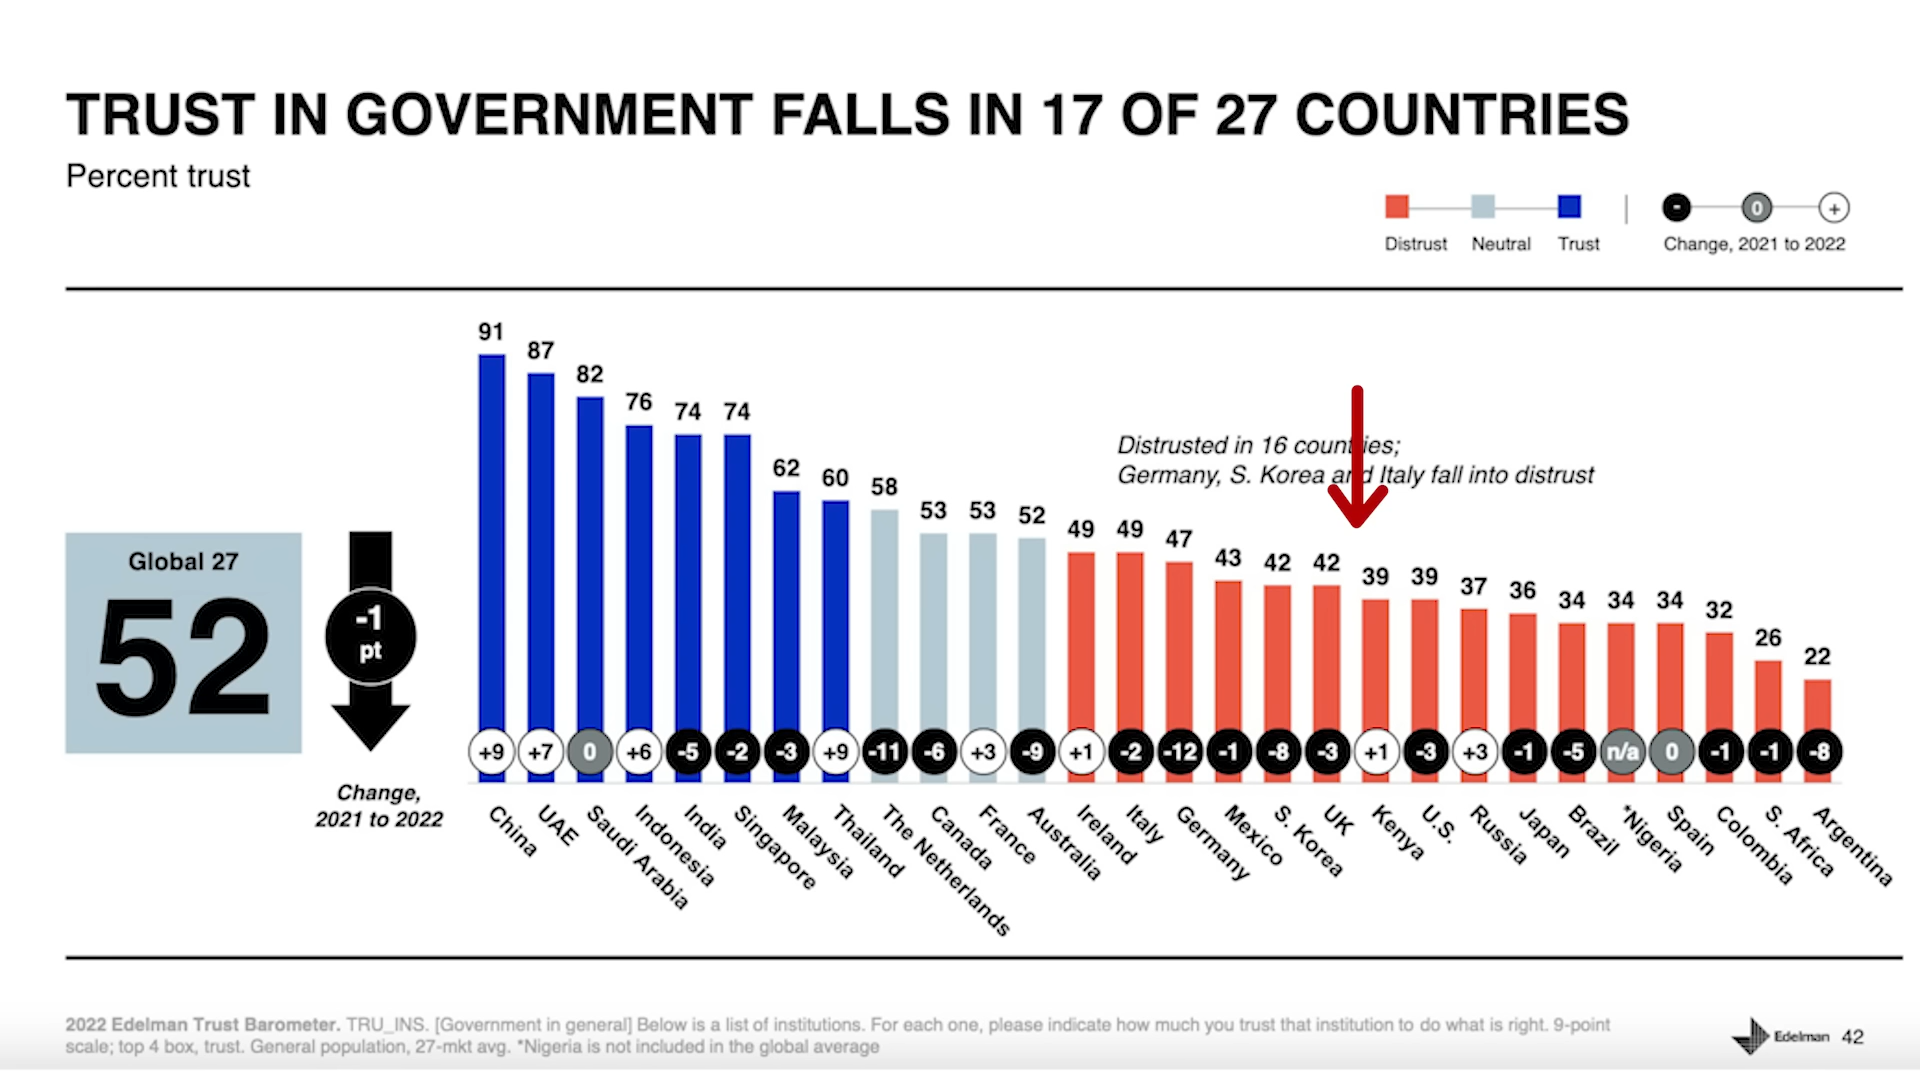 TRUST IN GOVERNMENT FALLS IN 17 OF 27 COUNTRIES
Percent trust
- 0 +
Distrust Neutral Trust Change, 2021 to 2022
Distrusted in 16 countries;
Germany, S. Korea and Italy fall into distrust
Global 27
52
-1
pt
Change,
2021 to 2022
91 87 82 76 74 74 62 60 58 53 53 52 49 49 47 43 42 42 39 39 37 36 34 34 34 32 26 22
+9 +7 0 +6 -5 -2 -3 +9 -11 -6 +3 -9 +1 -2 -12 -1 -8 -3 +1 -3 +3 -1 -5 n/a 0 -1 -1 -8
China
UAE
Saudi Arabia
Indonesia
India
Singapore
Malaysia
Thailand
The Netherlands
Canada
France
Australia
Ireland
Italy
Germany
Mexico
S. Korea
UK
Kenya
U.S.
Russia
Japan
Brazil
*Nigeria
Spain
Colombia
S. Africa
Argentina
2022 Edelman Trust Barometer. TRU_INS. [Government in general] Below is a list of institutions. For each one, please indicate how much you trust that institution to do what is right. 9-point
scale; top 4 box, trust. General population, 27-mkt avg. *Nigeria is not included in the global average
Edelman 42